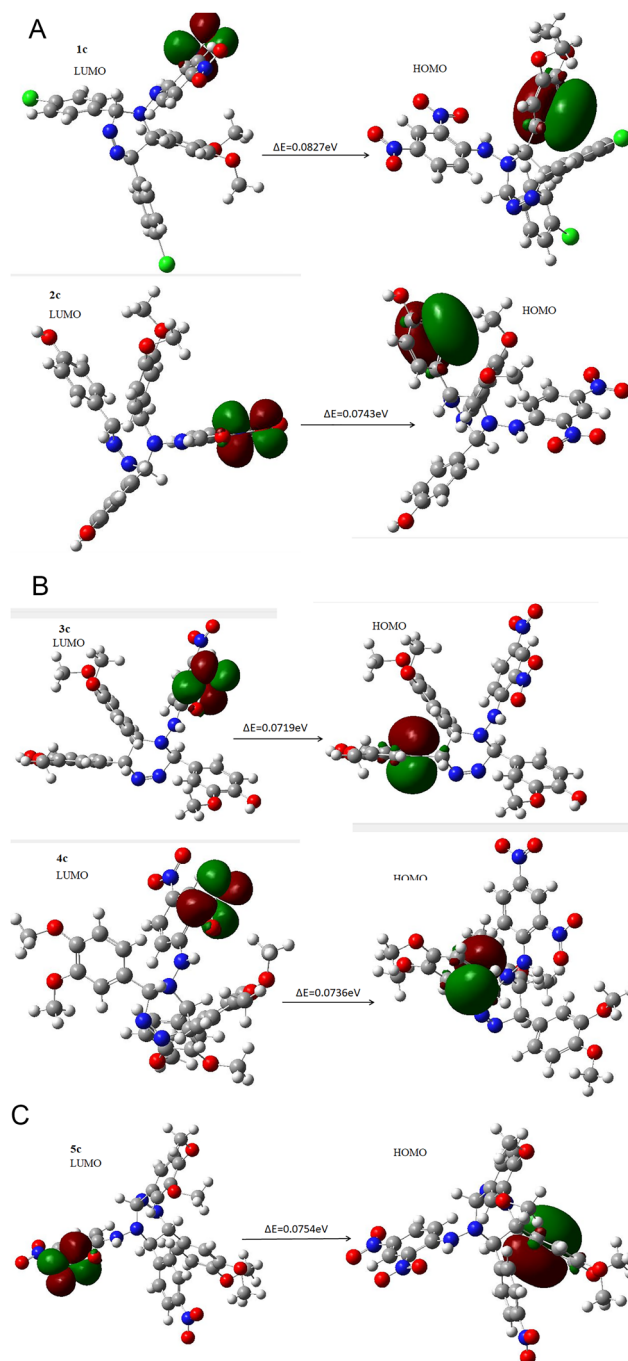 A
1c
LUMO
HOMO
ΔE=0.0827eV
2c
LUMO
HOMO
ΔE=0.0743eV
B
3c
LUMO
HOMO
ΔE=0.0719eV
4c
LUMO
HOMO
ΔE=0.0736eV
C
5c
LUMO
HOMO
ΔE=0.0754eV